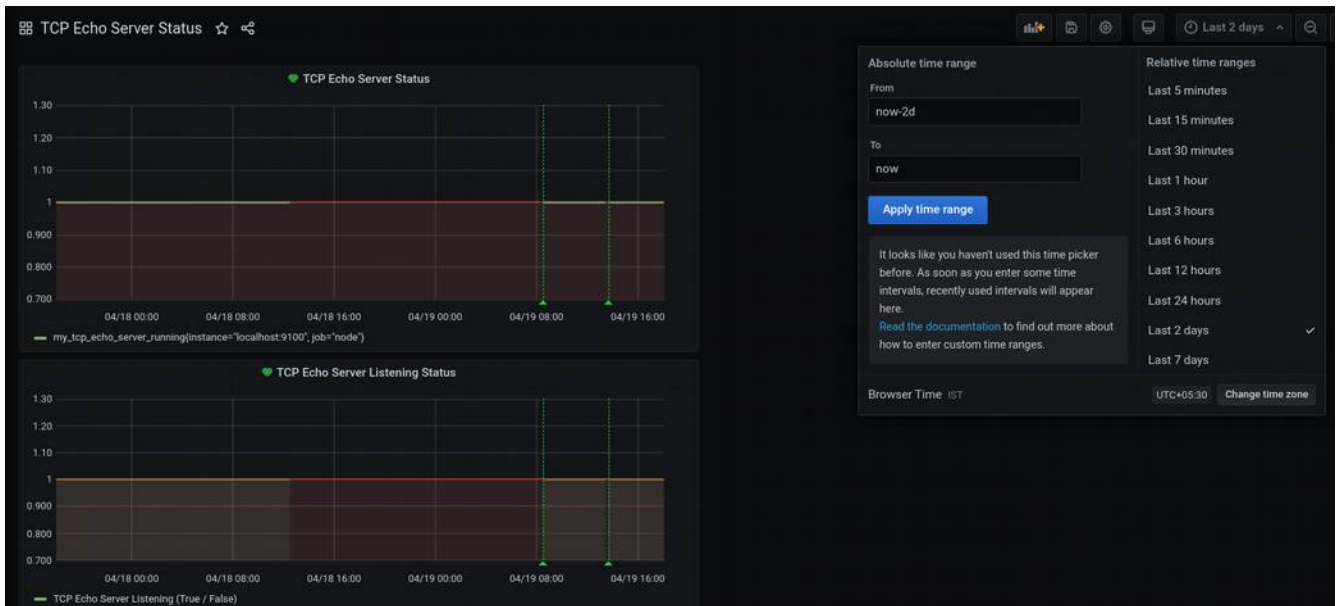 TCP Echo Server Status
Last 2 days
TCP Echo Server Status
1.30
1.20
1.10
1
0.900
0.800
0.700
04/18 00:00 04/18 08:00 04/18 16:00 04/19 00:00 04/19 08:00 04/19 16:00
my_tcp_echo_server_running{instance="localhost:9100", job="node"}
TCP Echo Server Listening Status
1.30
1.20
1.10
1
0.900
0.800
0.700
04/18 00:00 04/18 08:00 04/18 16:00 04/19 00:00 04/19 08:00 04/19 16:00
TCP Echo Server Listening (True / False)
Absolute time range
From
now-2d
To
now
Apply time range
It looks like you haven't used this time picker
before. As soon as you enter some time
intervals, recently used intervals will appear
here.
Read the documentation to find out more about
how to enter custom time ranges.
Relative time ranges
Last 5 minutes
Last 15 minutes
Last 30 minutes
Last 1 hour
Last 3 hours
Last 6 hours
Last 12 hours
Last 24 hours
Last 2 days
Last 7 days
Browser Time IST
UTC+05:30 Change time zone